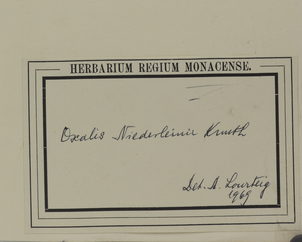 HERBARIUM REGIUM MONACENSE.
Oxalis Niederleinii Knuth
Det. A. Lourteig
1969